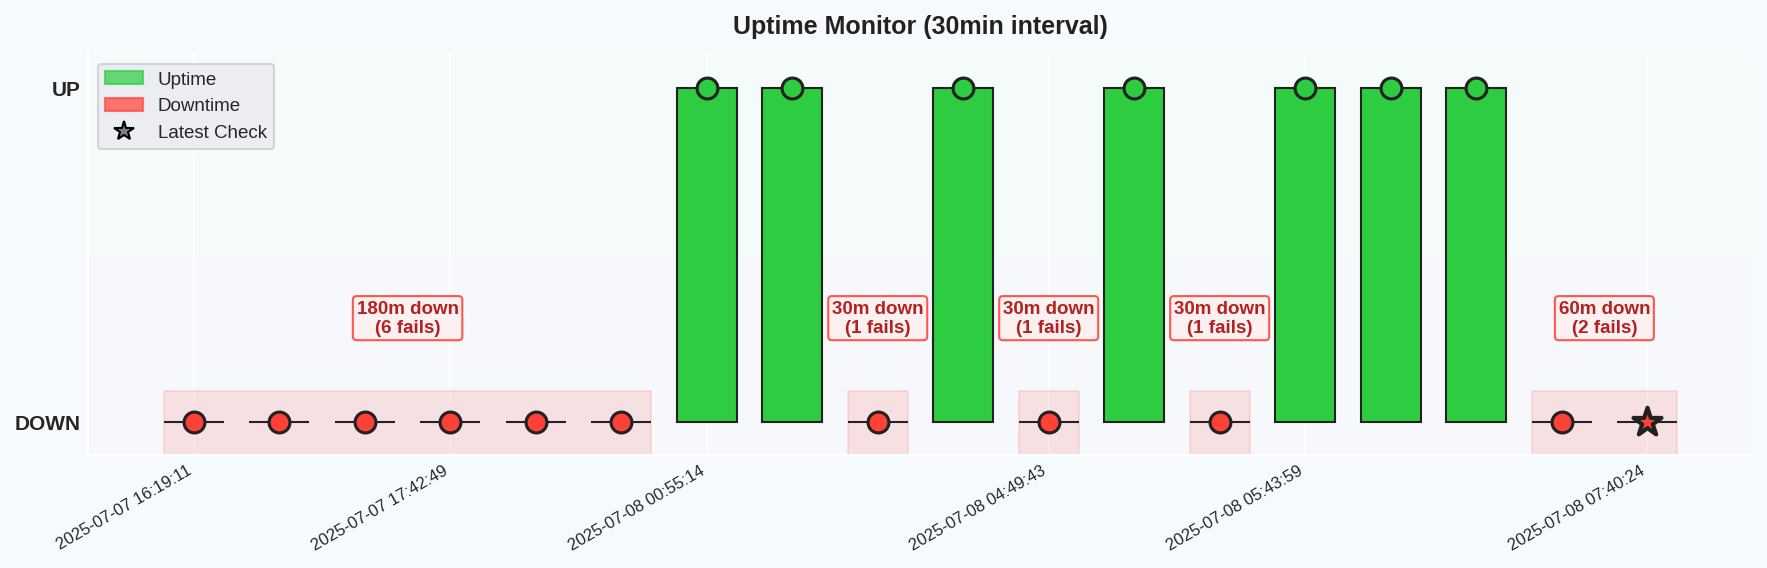 Uptime Monitor (30min interval)
UP
Uptime
Downtime
Latest Check
180m down
(6 fails)
30m down
(1 fails)
30m down
(1 fails)
30m down
(1 fails)
60m down
(2 fails)
DOWN
2025-07-07 16:19:11
2025-07-07 17:42:49
2025-07-08 00:55:14
2025-07-08 04:49:43
2025-07-08 05:43:59
2025-07-08 07:40:24